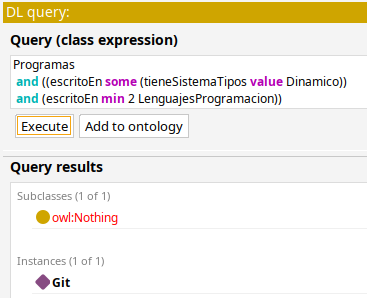 DL query:
Query (class expression)
Programas
and ((escritoEn some (tieneSistemaTipos value Dinamico))
and (escritoEn min 2 LenguajesProgramacion))
Execute Add to ontology
Query results
Subclasses (1 of 1)
owl:Nothing
Instances (1 of 1)
Git